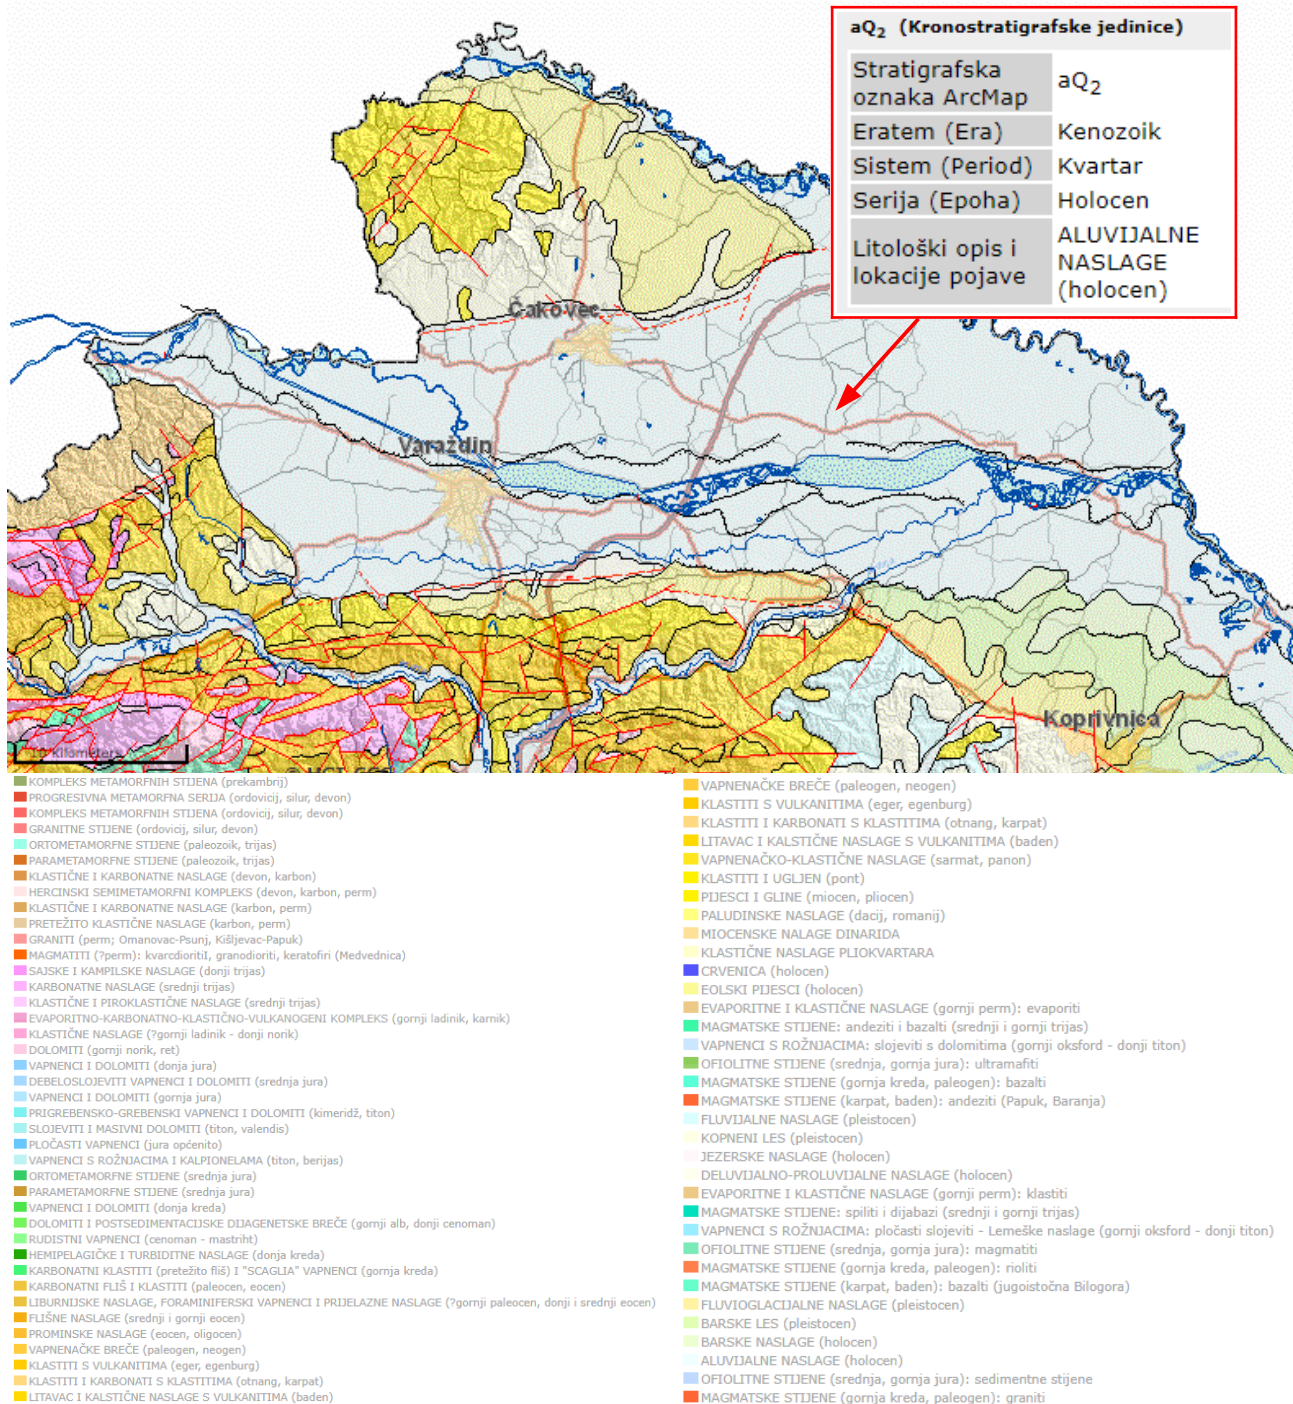 aQ₂ (Kronostratigrafske jedinice)
Stratigrafska
oznaka ArcMap
aQ₂
Eratem (Era)
Kenozoik
Sistem (Period)
Kvartar
Serija (Epoha)
Holocen
Litološki opis i
lokacije pojave
ALUVIJALNE
NASLAGE
(holocen)
Čakovec
Varaždin
Koprivnica
10 Kilometers
KOMPLEKS METAMORFNIH STIJENA (prekambrij)
PROGRESIVNA METAMORFNA SERIJA (ordovicij, silur, devon)
KOMPLEKS METAMORFNIH STIJENA (ordovicij, silur, devon)
GRANITNE STIJENE (ordovicij, silur, devon)
ORTOMETAMORFNE STIJENE (paleozoik, trijas)
PARAMETAMORFNE STIJENE (paleozoik, trijas)
KLASTIČNE I KARBONATNE NASLAGE (devon, karbon)
HERCINSKI SEMIMETAMORFNI KOMPLEKS (devon, karbon, perm)
KLASTIČNE I KARBONATNE NASLAGE (karbon, perm)
PRETEŽITO KLASTIČNE NASLAGE (karbon, perm)
GRANITI (perm; Omanovac-Psunj, Kišljevac-Papuk)
MAGMATITI (?perm): kvarcdioritiI, granodioriti, keratofiri (Medvednica)
SAJSKE I KAMPILSKE NASLAGE (donji trijas)
KARBONATNE NASLAGE (srednji trijas)
KLASTIČNE I PIROKLASTIČNE NASLAGE (srednji trijas)
EVAPORITNO-KARBONATNO-KLASTIČNO-VULKANOGENI KOMPLEKS (gornji ladinik, karnik)
KLASTIČNE NASLAGE (?gornji ladinik - donji norik)
DOLOMITI (gornji norik, ret)
VAPNENCI I DOLOMITI (donja jura)
DEBELOSLOJEVITI VAPNENCI I DOLOMITI (srednja jura)
VAPNENCI I DOLOMITI (gornja jura)
PRIGREBENSKO-GREBENSKI VAPNENCI I DOLOMITI (kimeridž, titon)
SLOJEVITI I MASIVNI DOLOMITI (titon, valendis)
PLOČASTI VAPNENCI (jura općenito)
VAPNENCI S ROŽNJACIMA I KALPIONELAMA (titon, berijas)
ORTOMETAMORFNE STIJENE (srednja jura)
PARAMETAMORFNE STIJENE (srednja jura)
VAPNENCI I DOLOMITI (donja kreda)
DOLOMITI I POSTSEDIMENTACIJSKE DIJAGENETSKE BREČE (gornji alb, donji cenoman)
RUDISTNI VAPNENCI (cenoman - mastriht)
HEMIPELAGIČKE I TURBIDITNE NASLAGE (donja kreda)
KARBONATNI KLASTITI (pretežito fliš) I "SCAGLIA" VAPNENCI (gornja kreda)
KARBONATNI FLIŠ I KLASTITI (paleocen, eocen)
LIBURNIJSKE NASLAGE, FORAMINIFERSKI VAPNENCI I PRIJELAZNE NASLAGE (?gornji paleocen, donji i srednji eocen)
FLIŠNE NASLAGE (srednji i gornji eocen)
PROMINSKE NASLAGE (eocen, oligocen)
VAPNENAČKE BREČE (paleogen, neogen)
KLASTITI S VULKANITIMA (eger, egenburg)
KLASTITI I KARBONATI S KLASTITIMA (otnang, karpat)
LITAVAC I KALSTIČNE NASLAGE S VULKANITIMA (baden)
VAPNENAČKE BREČE (paleogen, neogen)
KLASTITI S VULKANITIMA (eger, egenburg)
KLASTITI I KARBONATI S KLASTITIMA (otnang, karpat)
LITAVAC I KALSTIČNE NASLAGE S VULKANITIMA (baden)
VAPNENAČKO-KLASTIČNE NASLAGE (sarmat, panon)
KLASTITI I UGLJEN (pont)
PIJESCI I GLINE (miocen, pliocen)
PALUDINSKE NASLAGE (dacij, romanij)
MIOCENSKE NALAGE DINARIDA
KLASTIČNE NASLAGE PLIOKVARTARA
CRVENICA (holocen)
EOLSKI PIJESCI (holocen)
EVAPORITNE I KLASTIČNE NASLAGE (gornji perm): evaporiti
MAGMATSKE STIJENE: andeziti i bazalti (srednji i gornji trijas)
VAPNENCI S ROŽNJACIMA: slojeviti s dolomitima (gornji oksford - donji titon)
OFIOLITNE STIJENE (srednja, gornja jura): ultramafiti
MAGMATSKE STIJENE (gornja kreda, paleogen): bazalti
MAGMATSKE STIJENE (karpat, baden): andeziti (Papuk, Baranja)
FLUVIJALNE NASLAGE (pleistocen)
KOPNENI LES (pleistocen)
JEZERSKE NASLAGE (holocen)
DELUVIJALNO-PROLUVIJALNE NASLAGE (holocen)
EVAPORITNE I KLASTIČNE NASLAGE (gornji perm): klastiti
MAGMATSKE STIJENE: spiliti i dijabazi (srednji i gornji trijas)
VAPNENCI S ROŽNJACIMA: pločasti slojeviti - Lemeške naslage (gornji oksford - donji titon)
OFIOLITNE STIJENE (srednja, gornja jura): magmatiti
MAGMATSKE STIJENE (gornja kreda, paleogen): rioliti
MAGMATSKE STIJENE (karpat, baden): bazalti (jugoistočna Bilogora)
FLUVIOGLACIJALNE NASLAGE (pleistocen)
BARSKE LES (pleistocen)
BARSKE NASLAGE (holocen)
ALUVIJALNE NASLAGE (holocen)
OFIOLITNE STIJENE (srednja, gornja jura): sedimentne stijene
MAGMATSKE STIJENE (gornja kreda, paleogen): graniti